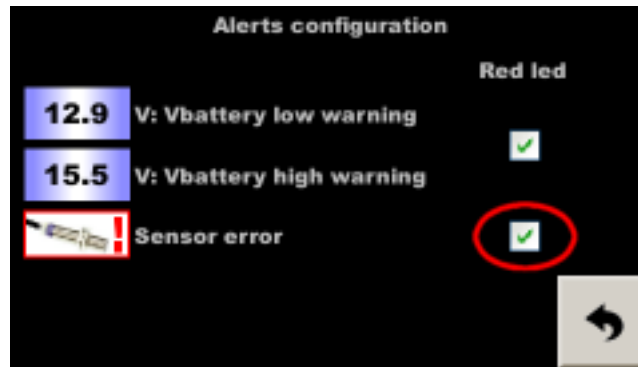 Alerts configuration
Red led
12.9 V: Vbattery low warning
15.5 V: Vbattery high warning
! Sensor error